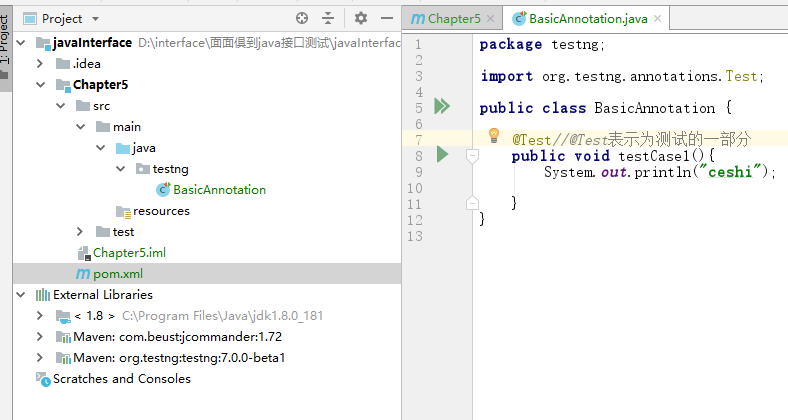 1: Project
Project
javaInterface D:\interface\面面俱到java接口测试\javaInterfac
.idea
Chapter5
src
main
java
testng
BasicAnnotation
resources
test
Chapter5.iml
pom.xml
External Libraries
< 1.8 > C:\Program Files\Java\jdk1.8.0_181
Maven: com.beust:jcommander:1.72
Maven: org.testng:testng:7.0.0-beta1
Scratches and Consoles
Chapter5 BasicAnnotation.java
1 package testng;
2
3 import org.testng.annotations.Test;
4
5 public class BasicAnnotation {
6
7 @Test//@Test表示为测试的一部分
8 public void testCase1(){
9 System.out.println("ceshi");
10
11 }
12 }
13